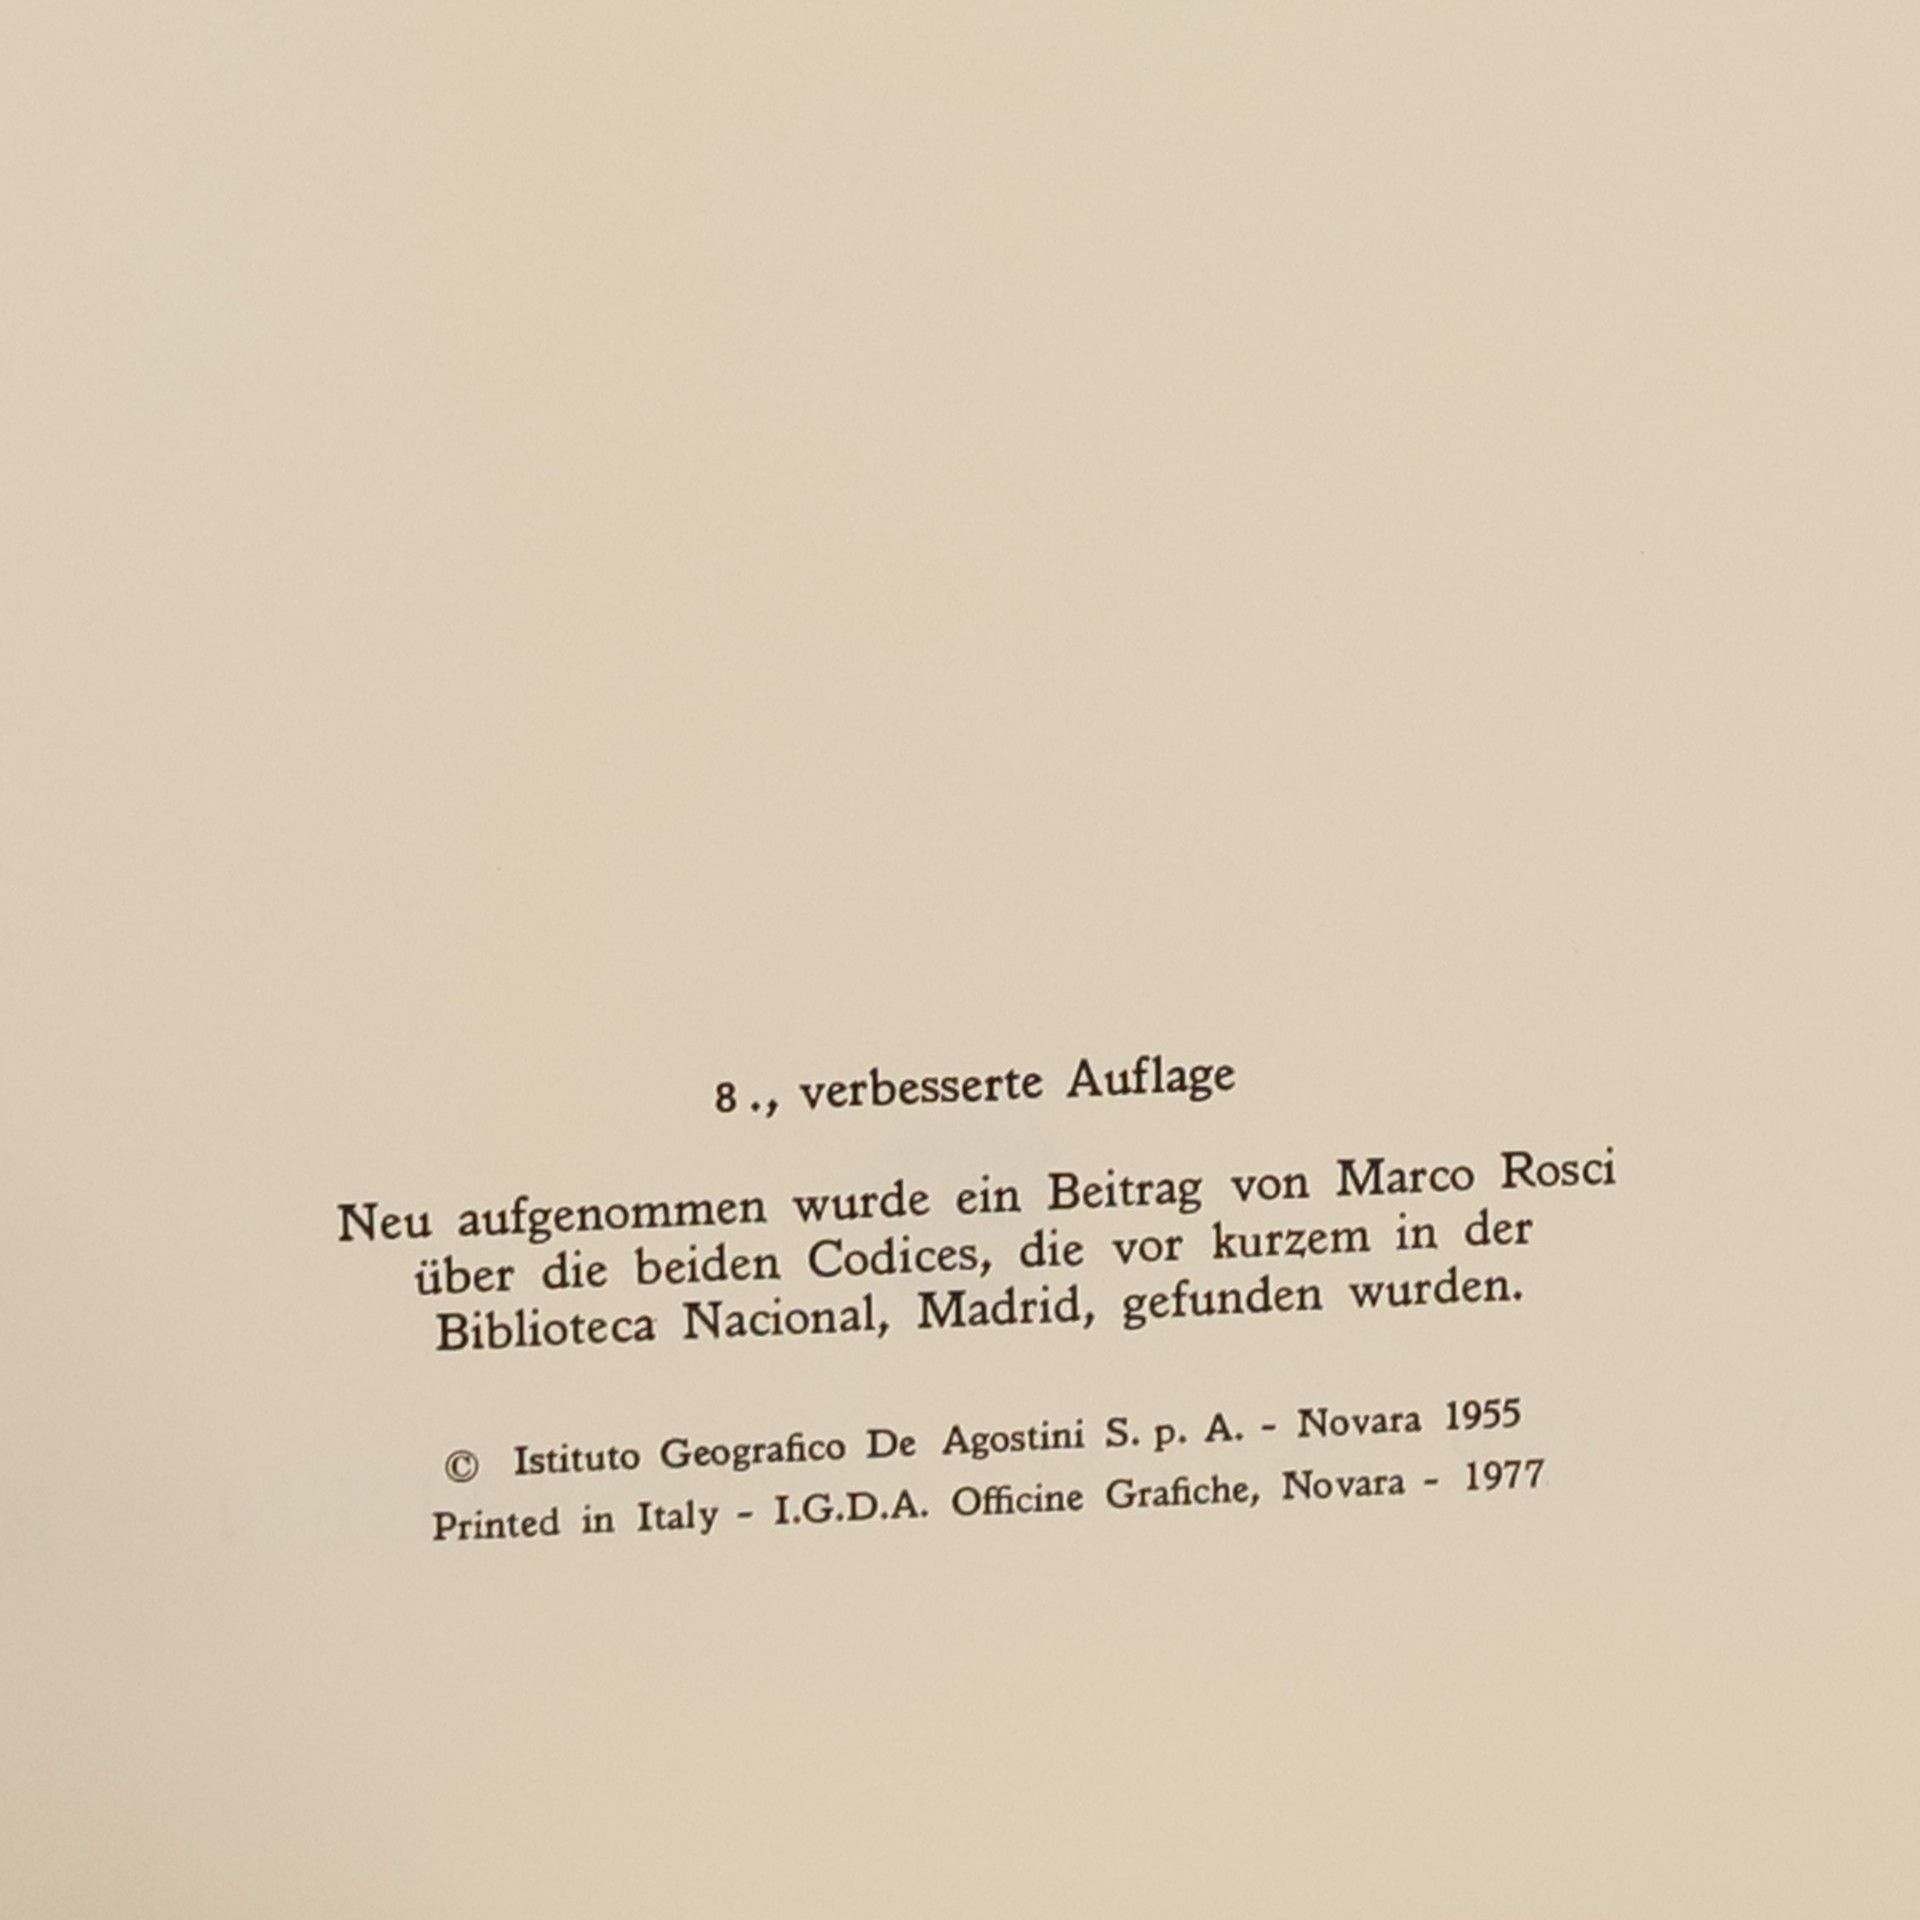 8., verbesserte Auflage
Neu aufgenommen wurde ein Beitrag von Marco Rosci
über die beiden Codices, die vor kurzem in der
Biblioteca Nacional, Madrid, gefunden wurden.
© Istituto Geografico De Agostini S. p. A. - Novara 1955
Printed in Italy - I.G.D.A. Officine Grafiche, Novara - 1977